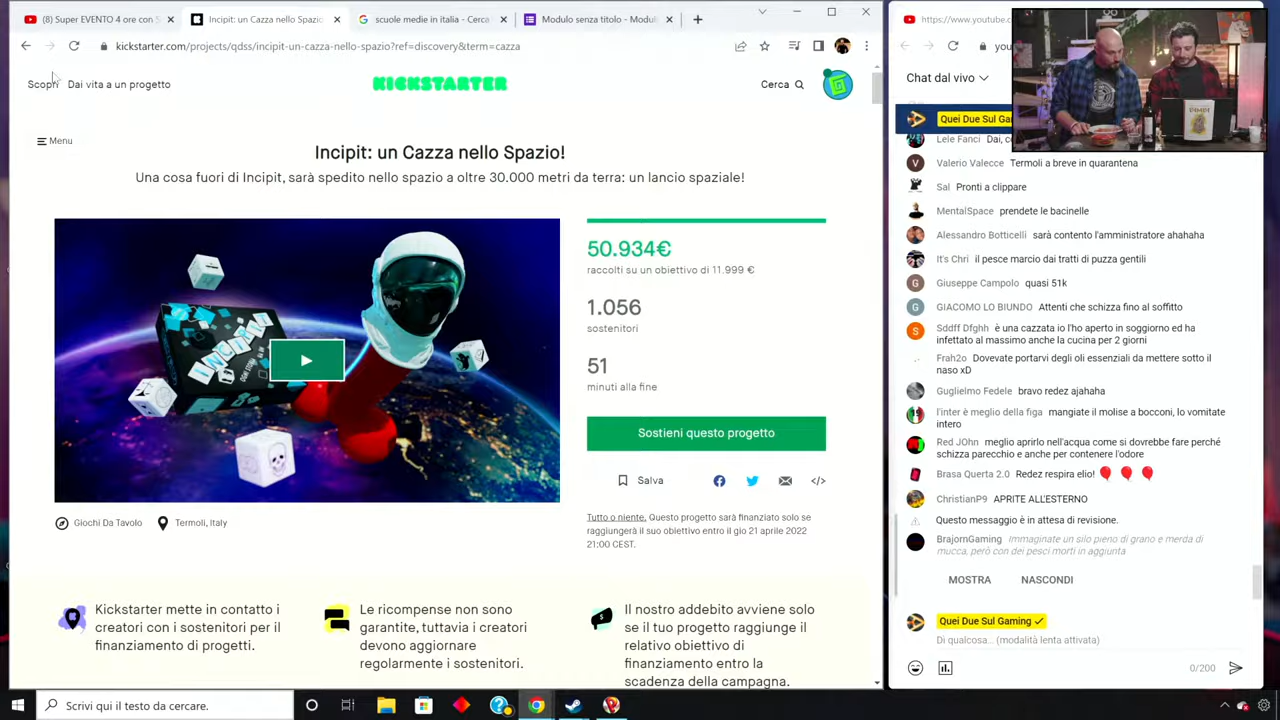 (5) Super EVENTO 4 ore con S
Incipit: un Cazza nello Spazio
scuole medie in italia - Cerca
Modulo senza titolo - Modu
kickstarter.com/projects/qdss/incipit-un-cazza-nello-spazio?ref=discovery&term=cazza
Scopri
Dai vita a un progetto
KICKSTARTER
Cerca
Menu
Incipit: un Cazza nello Spazio!
Una cosa fuori di Incipit, sarà spedito nello spazio a oltre 30.000 metri da terra: un lancio spaziale!
INCIPIT
50.934€
raccolti su un obiettivo di 11.999 €
1.056
sostenitori
51
minuti alla fine
Sostieni questo progetto
Salva
Giochi Da Tavolo
Termoli, Italy
Tutto o niente. Questo progetto sarà finanziato solo se
raggiungerà il suo obiettivo entro il gio 21 aprile 2022
21:00 CEST.
Kickstarter mette in contatto i
creatori con i sostenitori per il
finanziamento di progetti.
Le ricompense non sono
garantite, tuttavia i creatori
devono aggiornare
regolarmente i sostenitori.
Il nostro addebito avviene solo
se il tuo progetto raggiunge il
relativo obiettivo di
finanziamento entro la
scadenza della campagna.
https://www.youtube.c
you
Chat dal vivo
Quei Due Sul Gam
Lele Fanci Dai, c
Valerio Valecce Termoli a breve in quarantena
Sal Pronti a clippare
MentalSpace prendete le bacinelle
Alessandro Botticelli sarà contento l'amministratore ahahaha
It's Chri il pesce marcio dai tratti di puzza gentili
Giuseppe Campolo quasi 51k
GIACOMO LO BIUNDO Attenti che schizza fino al soffitto
Sddff Dfghh è una cazzata io l'ho aperto in soggiorno ed ha
infettato al massimo anche la cucina per 2 giorni
Frah2o Dovevate portarvi degli oli essenziali da mettere sotto il
naso xD
Guglielmo Fedele bravo redez ajahaha
l'inter è meglio della figa mangiate il molise a bocconi, lo vomitate
intero
Red JOhn meglio aprirlo nell'acqua come si dovrebbe fare perché
schizza parecchio e anche per contenere l'odore
Brasa Querta 2.0 Redez respira elio!
ChristianP9 APRITE ALL'ESTERNO
Questo messaggio è in attesa di revisione.
BrajornGaming Immaginate un silo pieno di grano e merda di
mucca, però con dei pesci morti in aggiunta
MOSTRA NASCONDI
Quei Due Sul Gaming
Di qualcosa... (modalità lenta attivata)
0/200
Scrivi qui il testo da cercare.